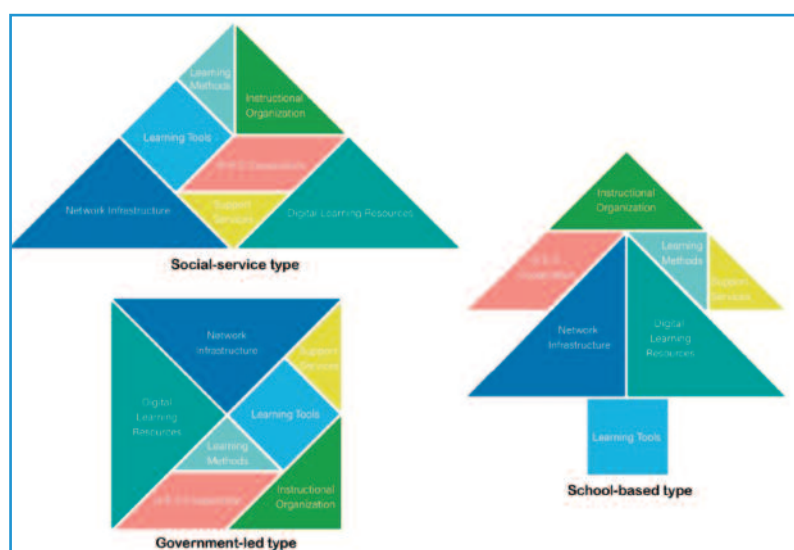 Learning
Methods
Instructional
Organization
Learning Tools
Network Infrastructure
Support
Services
Digital Learning Resources
Social-service type
Network
Infrastructure
Support
Services
Digital
Learning
Resources
Learning Tools
Learning
Methods
Instructional
Organization
Government-led type
Instructional
Organization
Learning
Methods
Support
Services
Network
Infrastructure
Digital
Learning
Resources
Learning Tools
School-based type